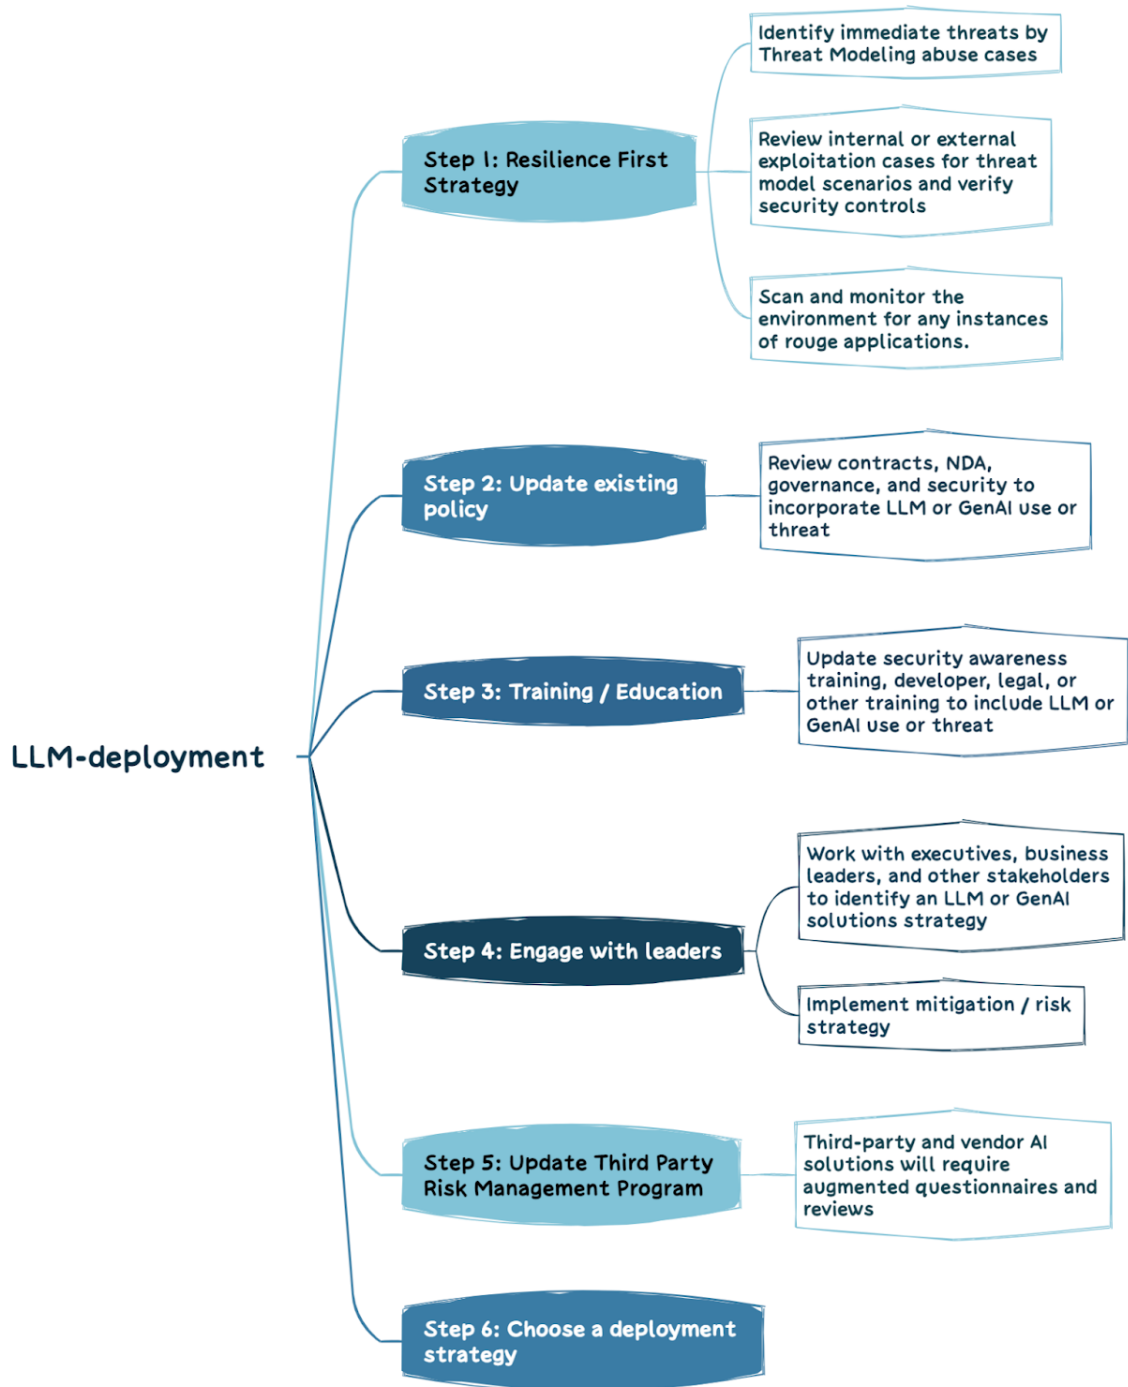 Identify immediate threats by
Threat Modeling abuse cases
Step 1: Resilience First
Strategy
Review internal or external
exploitation cases for threat
model scenarios and verify
security controls
Scan and monitor the
environment for any instances
of rouge applications.
Step 2: Update existing
policy
Review contracts, NDA,
governance, and security to
incorporate LLM or GenAI use or
threat
Step 3: Training / Education
Update security awareness
training, developer, legal, or
other training to include LLM or
GenAI use or threat
LLM-deployment
Step 4: Engage with leaders
Work with executives, business
leaders, and other stakeholders
to identify an LLM or GenAI
solutions strategy
Implement mitigation / risk
strategy
Step 5: Update Third Party
Risk Management Program
Third-party and vendor AI
solutions will require
augmented questionnaires and
reviews
Step 6: Choose a deployment
strategy